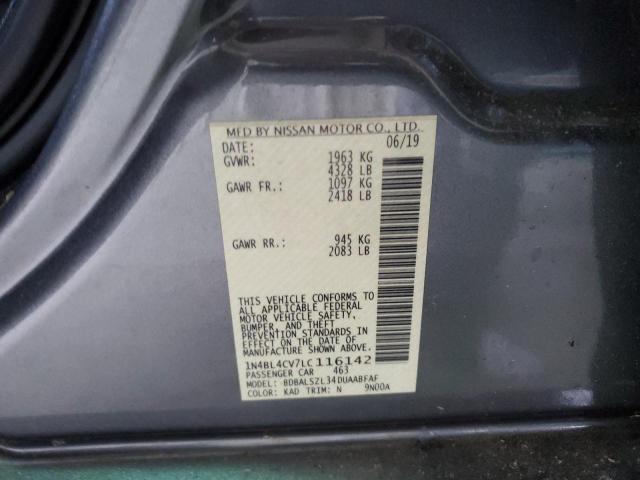 MFD BY NISSAN MOTOR CO., LTD.
DATE: 06/19
GVWR: 1963 KG
4328 LB
GAWR FR.: 1097 KG
2418 LB
GAWR RR.: 945 KG
2083 LB
THIS VEHICLE CONFORMS TO
ALL APPLICABLE FEDERAL
MOTOR VEHICLE SAFETY,
BUMPER, AND THEFT
PREVENTION STANDARDS IN
EFFECT ON THE DATE OF
MANUFACTURE SHOWN ABOVE.
1N4BL4CV7LC116142
PASSENGER CAR 463
MODEL: BDBALSZL34DUAABFAF
COLOR: KAD TRIM: N 9N00A